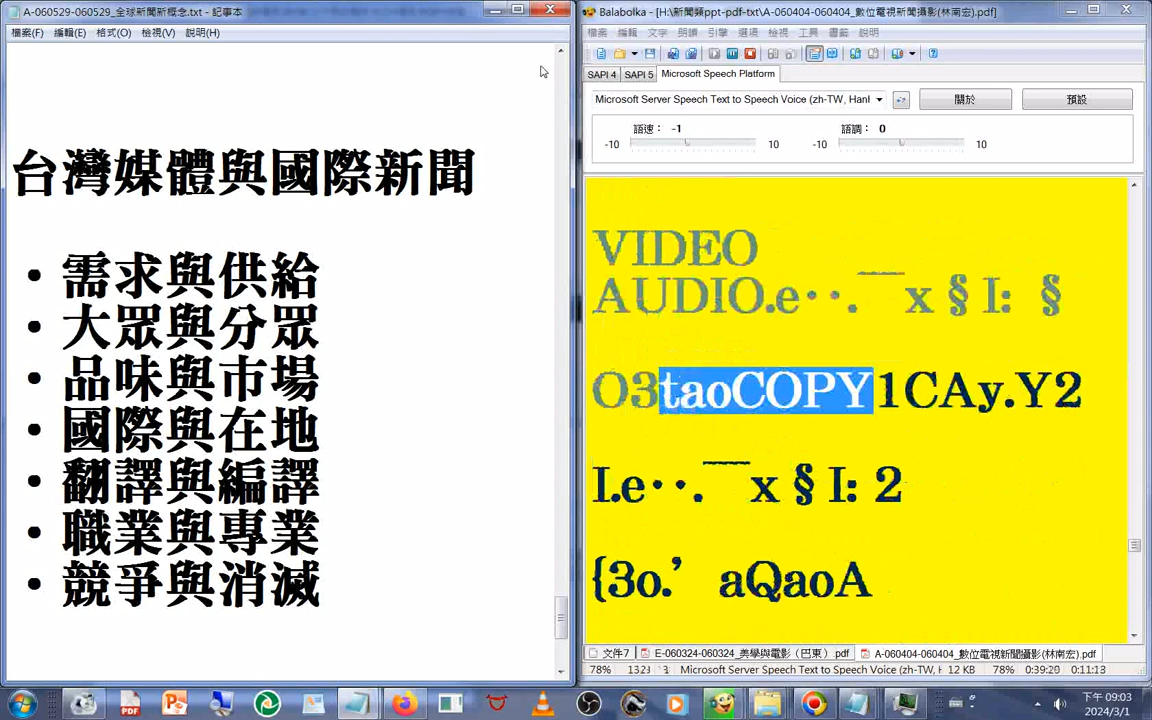 A-060529-060529_全球新聞新概念.txt - 記事本
檔案(F) 編輯(E) 格式(O) 檢視(V) 說明(H)
台灣媒體與國際新聞
• 需求與供給
• 大眾與分眾
• 品味與市場
• 國際與在地
• 翻譯與編譯
• 職業與專業
• 競爭與消滅
Balabolka - [H:\新聞類ppt-pdf-txt\A-060404-060404_數位電視新聞攝影(林南宏).pdf]
檔案 編輯 文字 朗讀 引擎 選項 檢視 工具 書籤 說明
SAPI 4 SAPI 5 Microsoft Speech Platform
Microsoft Server Speech Text to Speech Voice (zh-TW, Hanl
關於 預設
語速： -1 語調： 0
-10 10 -10 10
VIDEO
AUDIO.e··.¯x§I: §
O3taoCOPY1CAy.Y2
I.e··.¯x§I: 2
{3o.’aQaoA
文件7 E-060324-060324_美學與電影（巴東）.pdf A-060404-060404_數位電視新聞攝影(林南宏).pdf
78% Microsoft Server Speech Text to Speech Voice (zh-TW, H 12 KB 78% 0:39:20 0:11:13
下午 09:03
2024/3/1